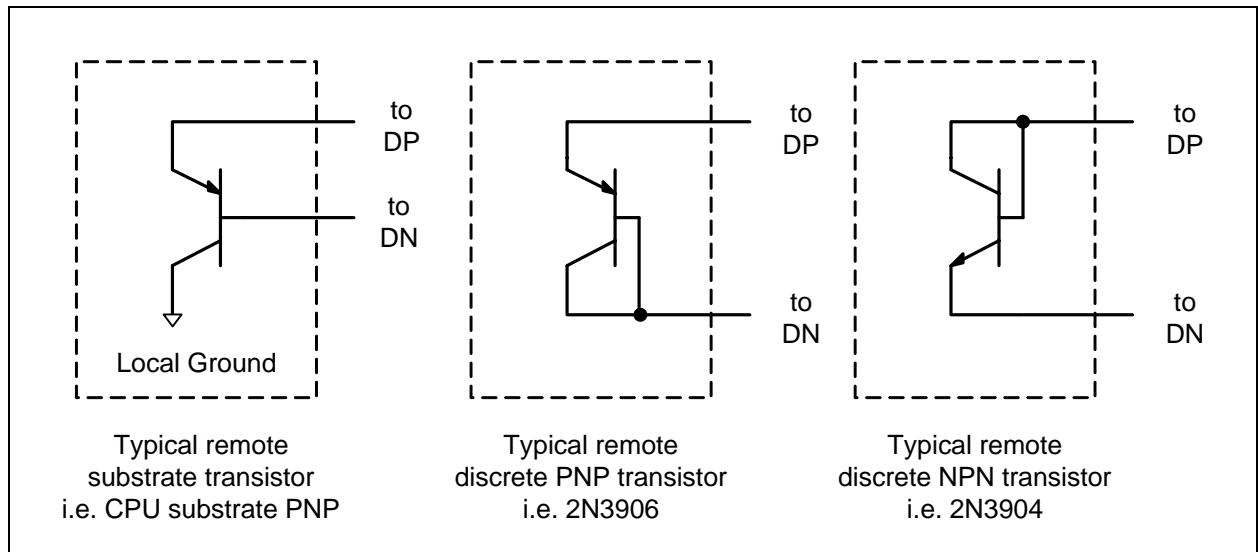 to
DP
to
DN
Local Ground
Typical remote
substrate transistor
i.e. CPU substrate PNP
to
DP
to
DN
Typical remote
discrete PNP transistor
i.e. 2N3906
to
DP
to
DN
Typical remote
discrete NPN transistor
i.e. 2N3904